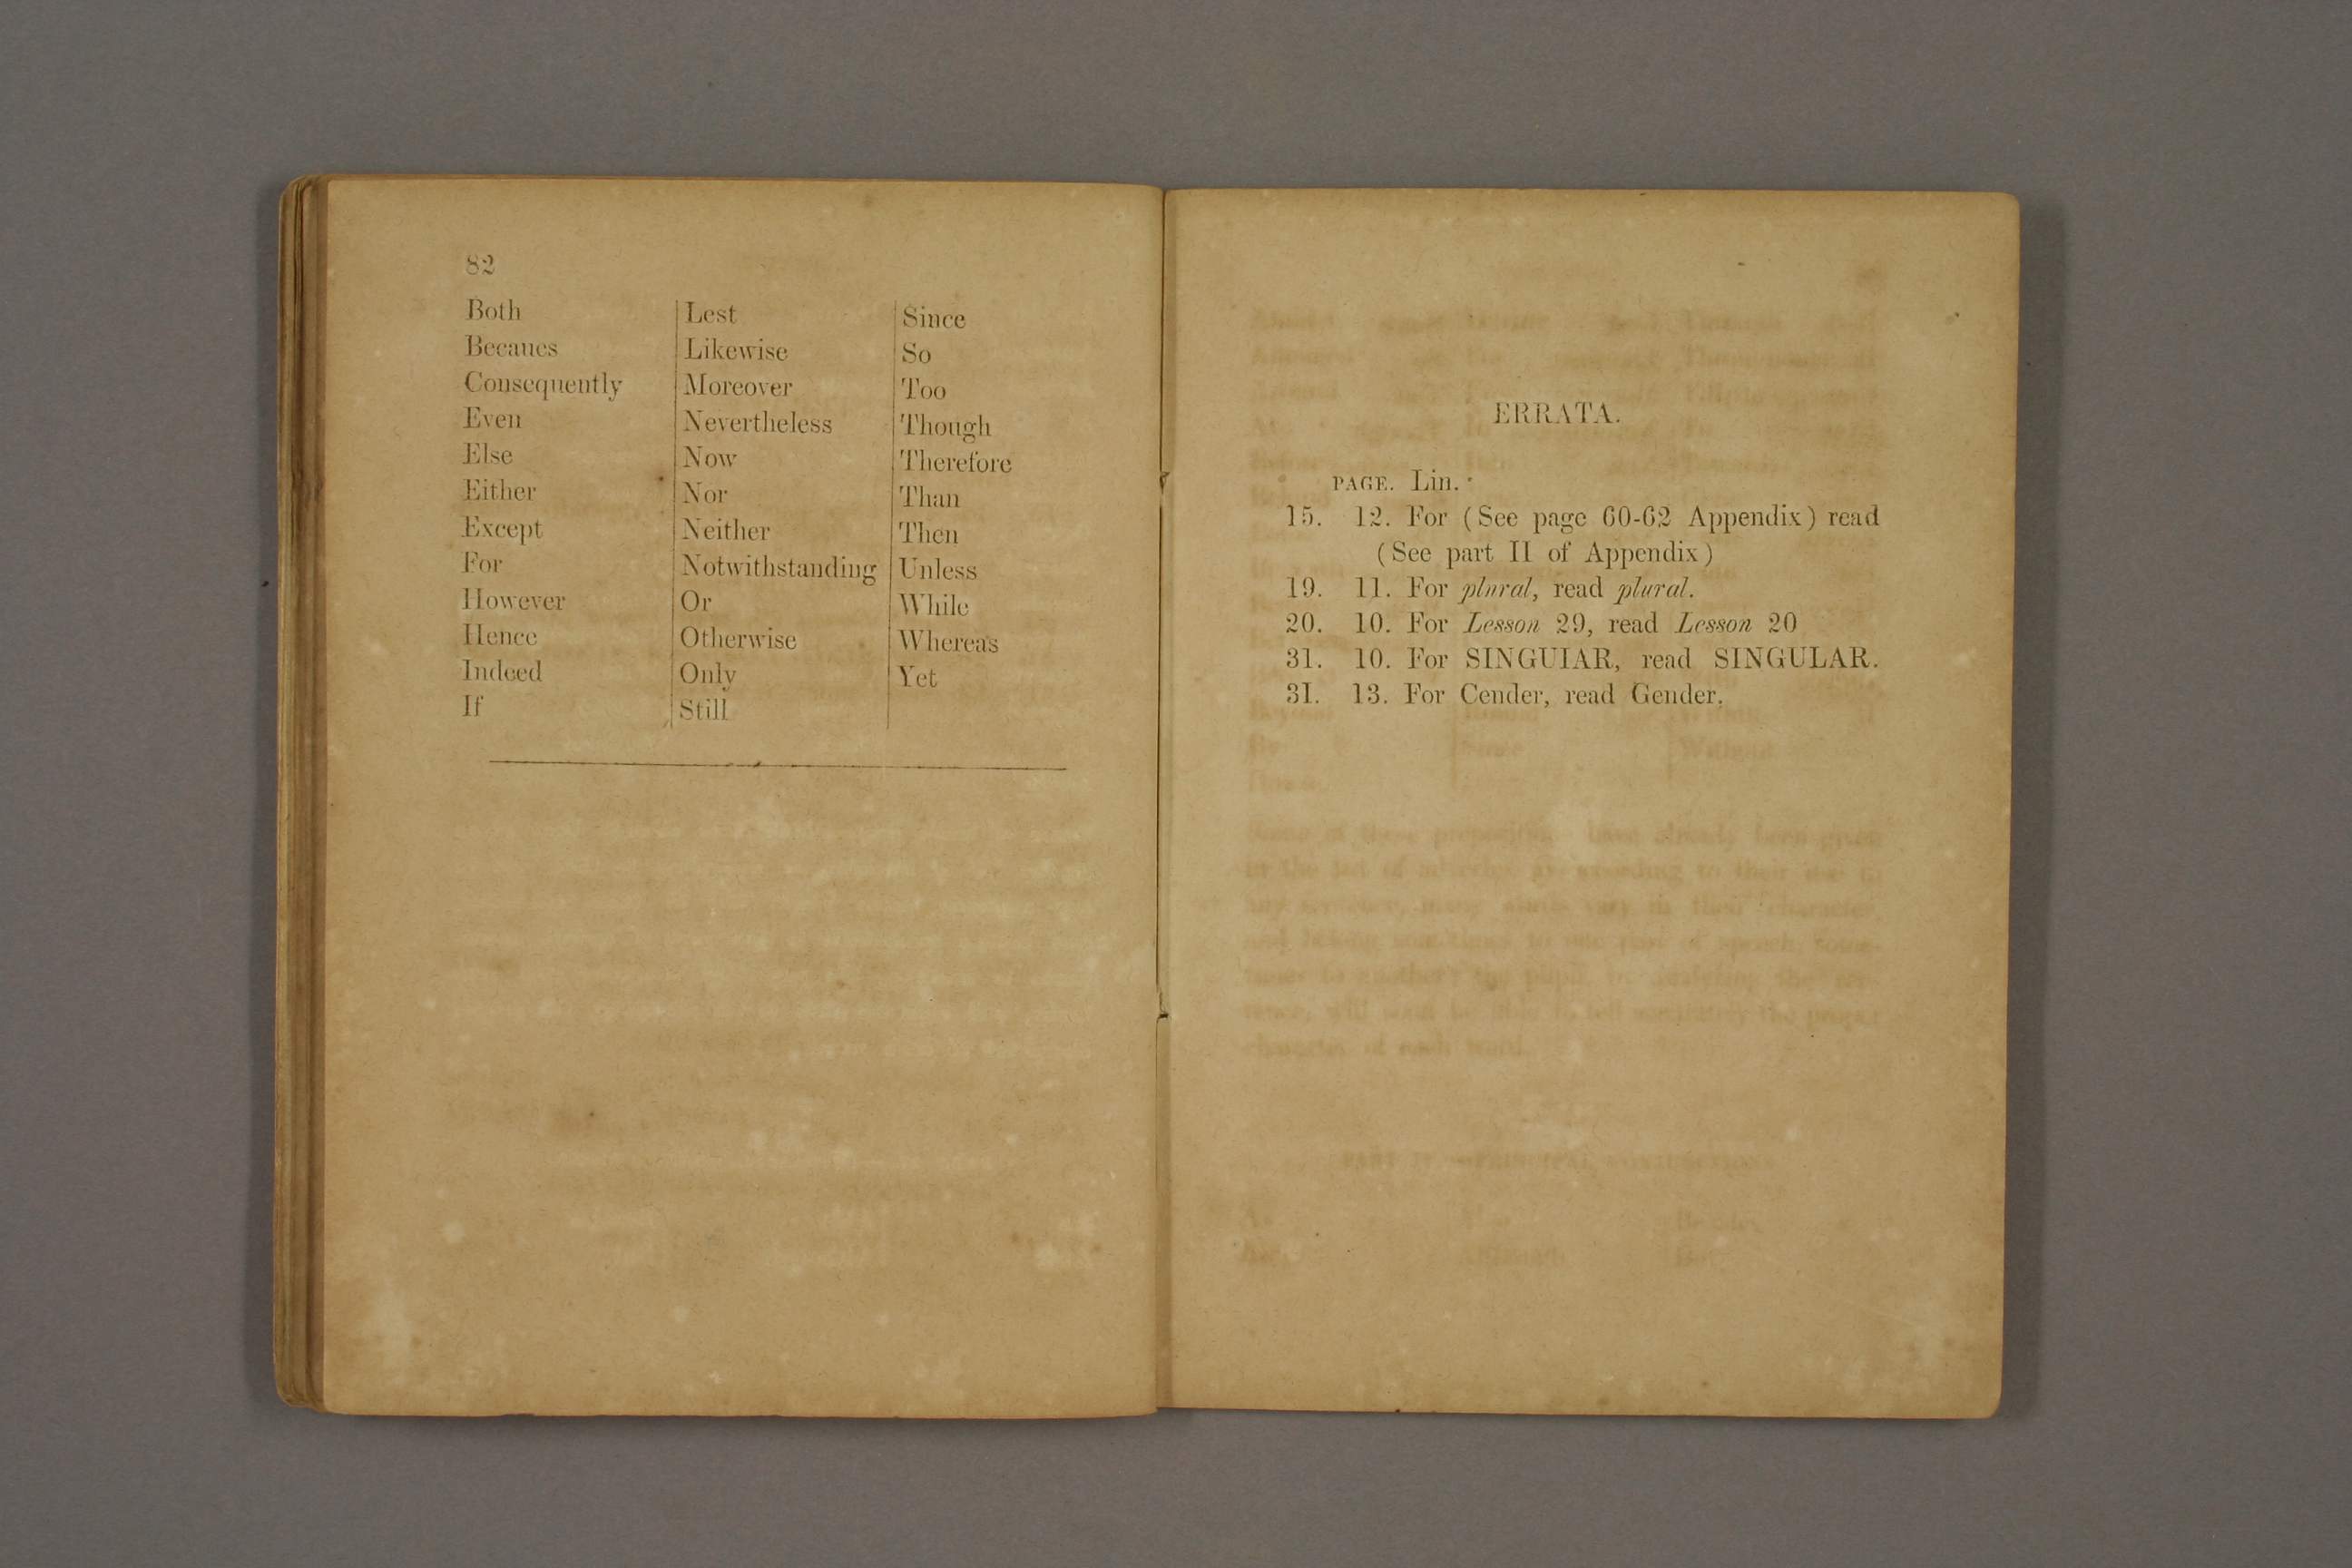 82
Both Lest Since
Becaues Likewise So
Consequently Moreover Too
Even Nevertheless Though
Else Now Therefore
Either Nor Than
Except Neither Then
For Notwithstanding Unless
However Or While
Hence Otherwise Whereas
Indeed Only Yet
If Still
ERRATA.
PAGE. Lin.
15. 12. For (See page 60-62 Appendix) read
(See part II of Appendix)
19. 11. For plnral, read plural.
20. 10. For Lesson 29, read Lesson 20
31. 10. For SINGUIAR, read SINGULAR.
31. 13. For Cender, read Gender.